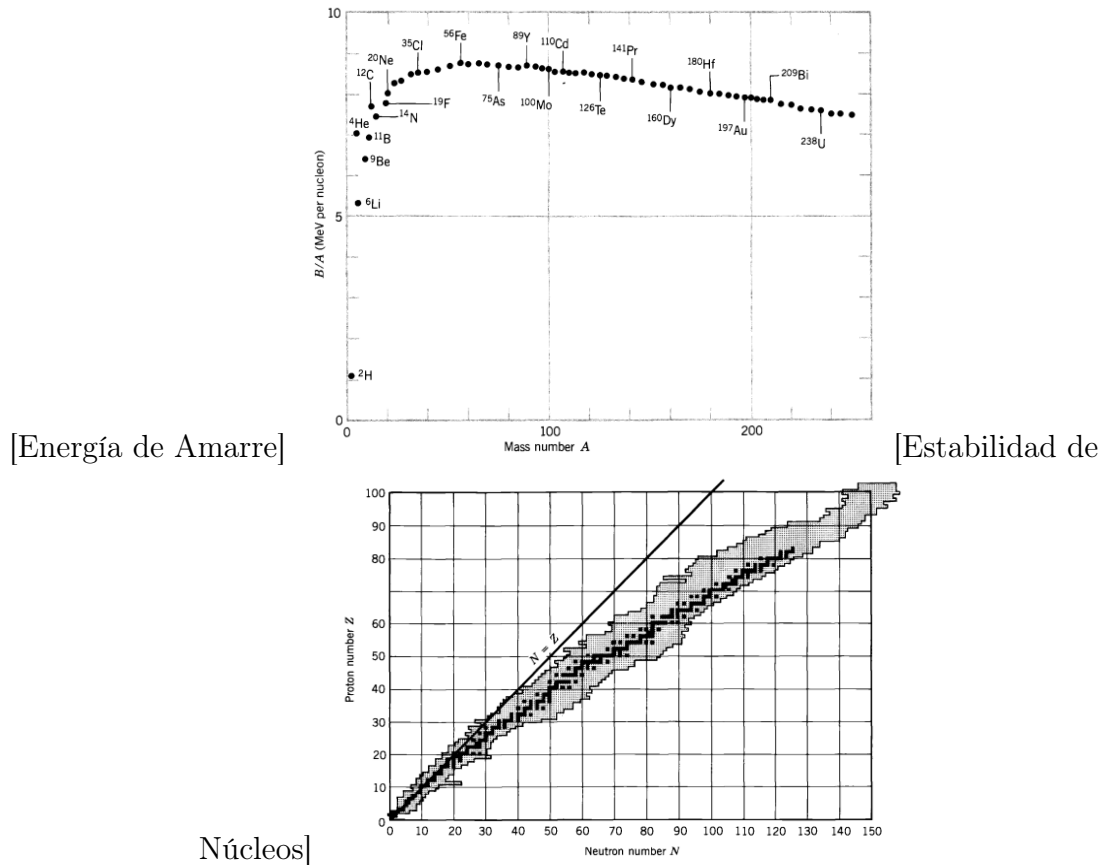 10
56Fe
89Y
110Cd
35Cl
141Pr
20Ne
180Hf
209Bi
12C
19F
75As
100Mo
126Te
14N
160Dy
4He
197Au
11B
238U
9Be
6Li
5
B/A (MeV per nucleon)
2H
0
0 100 200
Mass number A
[Energía de Amarre] [Estabilidad de
100
90
80
70
60
50
40
30
20
10
0
Proton number Z
N = Z
0 10 20 30 40 50 60 70 80 90 100 110 120 130 140 150
Neutron number N
Núcleos]